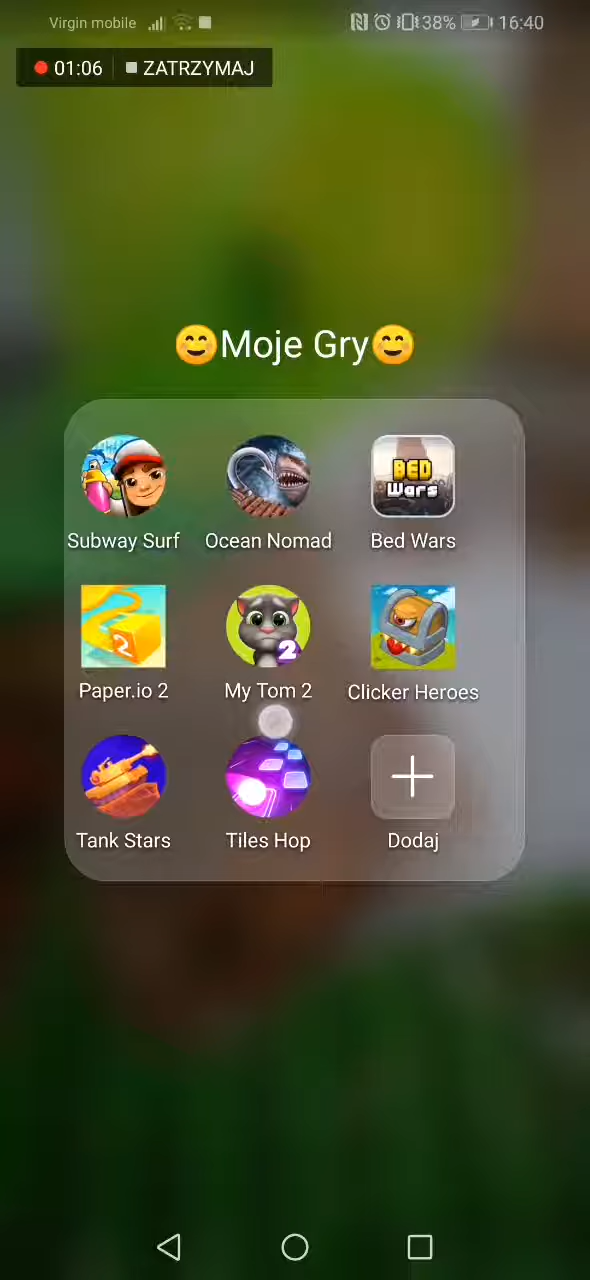 Virgin mobile 38% 16:40
01:06 ZATRZYMAJ
😊Moje Gry😊
BED
Wars
Subway Surf Ocean Nomad Bed Wars
2
2
Paper.io 2 My Tom 2 Clicker Heroes
Tank Stars Tiles Hop Dodaj